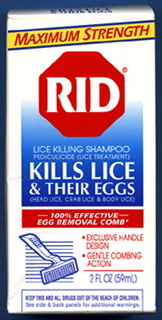 MAXIMUM STRENGTH
RID®
LICE KILLING SHAMPOO
PEDICULICIDE (LICE TREATMENT)
KILLS LICE
& THEIR EGGS
(HEAD LICE, CRAB LICE & BODY LICE)
100% EFFECTIVE
EGG REMOVAL COMB*
• EXCLUSIVE HANDLE
DESIGN
• GENTLE COMBING
ACTION
2 FL OZ (59mL)
KEEP THIS AND ALL DRUGS OUT OF THE REACH OF CHILDREN.
See side & back panels for additional warnings.